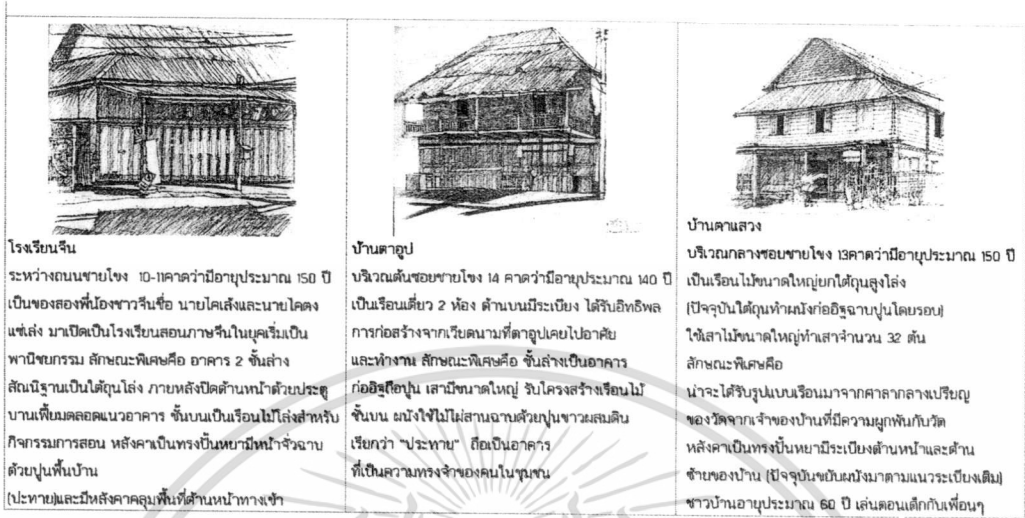 โรงเรียนจีน
ระหว่างถนนชายโขง 10-11คาดว่ามีอายุประมาณ 150 ปี
เป็นของสองพี่น้องชาวจีนชื่อ นายไคเส้งและนายไคตง
แซ่เล่ง มาเปิดเป็นโรงเรียนสอนภาษจีนในยุคเริ่มเป็น
พานิชยกรรม ลักษณะพิเศษคือ อาคาร 2 ชั้นล่าง
สัณนิฐานเป็นใต้ถุนโล่ง ภายหลังปิดด้านหน้าด้วยประตู
บานเฟี้ยมตลอดแนวอาคาร ชั้นบนเป็นเรือนไม้โล่งสำหรับ
กิจกรรมการสอน หลังคาเป็นทรงปั้นหยามีหน้าจั่วฉาบ
ด้วยปูนพื้นบ้าน
(ปะทาย)และมีหลังคาคลุมพื้นที่ด้านหน้าทางเข้า
บ้านตาอูป
บริเวณต้นซอยชายโขง 14 คาดว่ามีอายุประมาณ 140 ปี
เป็นเรือนเดี่ยว 2 ห้อง ด้านบนมีระเบียง ได้รับอิทธิพล
การก่อสร้างจากเวียดนามที่ตาอูปเคยไปอาศัย
และทำงาน ลักษณะพิเศษคือ ชั้นล่างเป็นอาคาร
ก่ออิฐถือปูน เสามีขนาดใหญ่ รับโครงสร้างเรือนไม้
ชั้นบน ผนังใช้ไม้ไผ่สานฉาบด้วยปูนขาวผสมดิน
เรียกว่า "ประทาย" ถือเป็นอาคาร
ที่เป็นความทรงจำของคนในชุมชน
บ้านตาแสวง
บริเวณกลางซอยชายโขง 13คาดว่ามีอายุประมาณ 150 ปี
เป็นเรือนไม้ขนาดใหญ่ยกใต้ถุนสูงโล่ง
(ปัจจุบันใต้ถุนทำผนังก่ออิฐฉาบปูนโดยรอบ)
ใช้เสาไม้ขนาดใหญ่ทำเสาจำนวน 32 ต้น
ลักษณะพิเศษคือ
น่าจะได้รับรูปแบบเรือนมาจากศาลากลางเปรียญ
ของวัดจากเจ้าของบ้านที่มีความผูกพันกับวัด
หลังคาเป็นทรงปั้นหยามีระเบียงด้านหน้าและด้าน
ซ้ายของบ้าน (ปัจจุบันขยับผนังมาตามแนวระเบียงเดิม)
ชาวบ้านอายุประมาณ 60 ปี เล่นตอนเด็กกับเพื่อนๆ